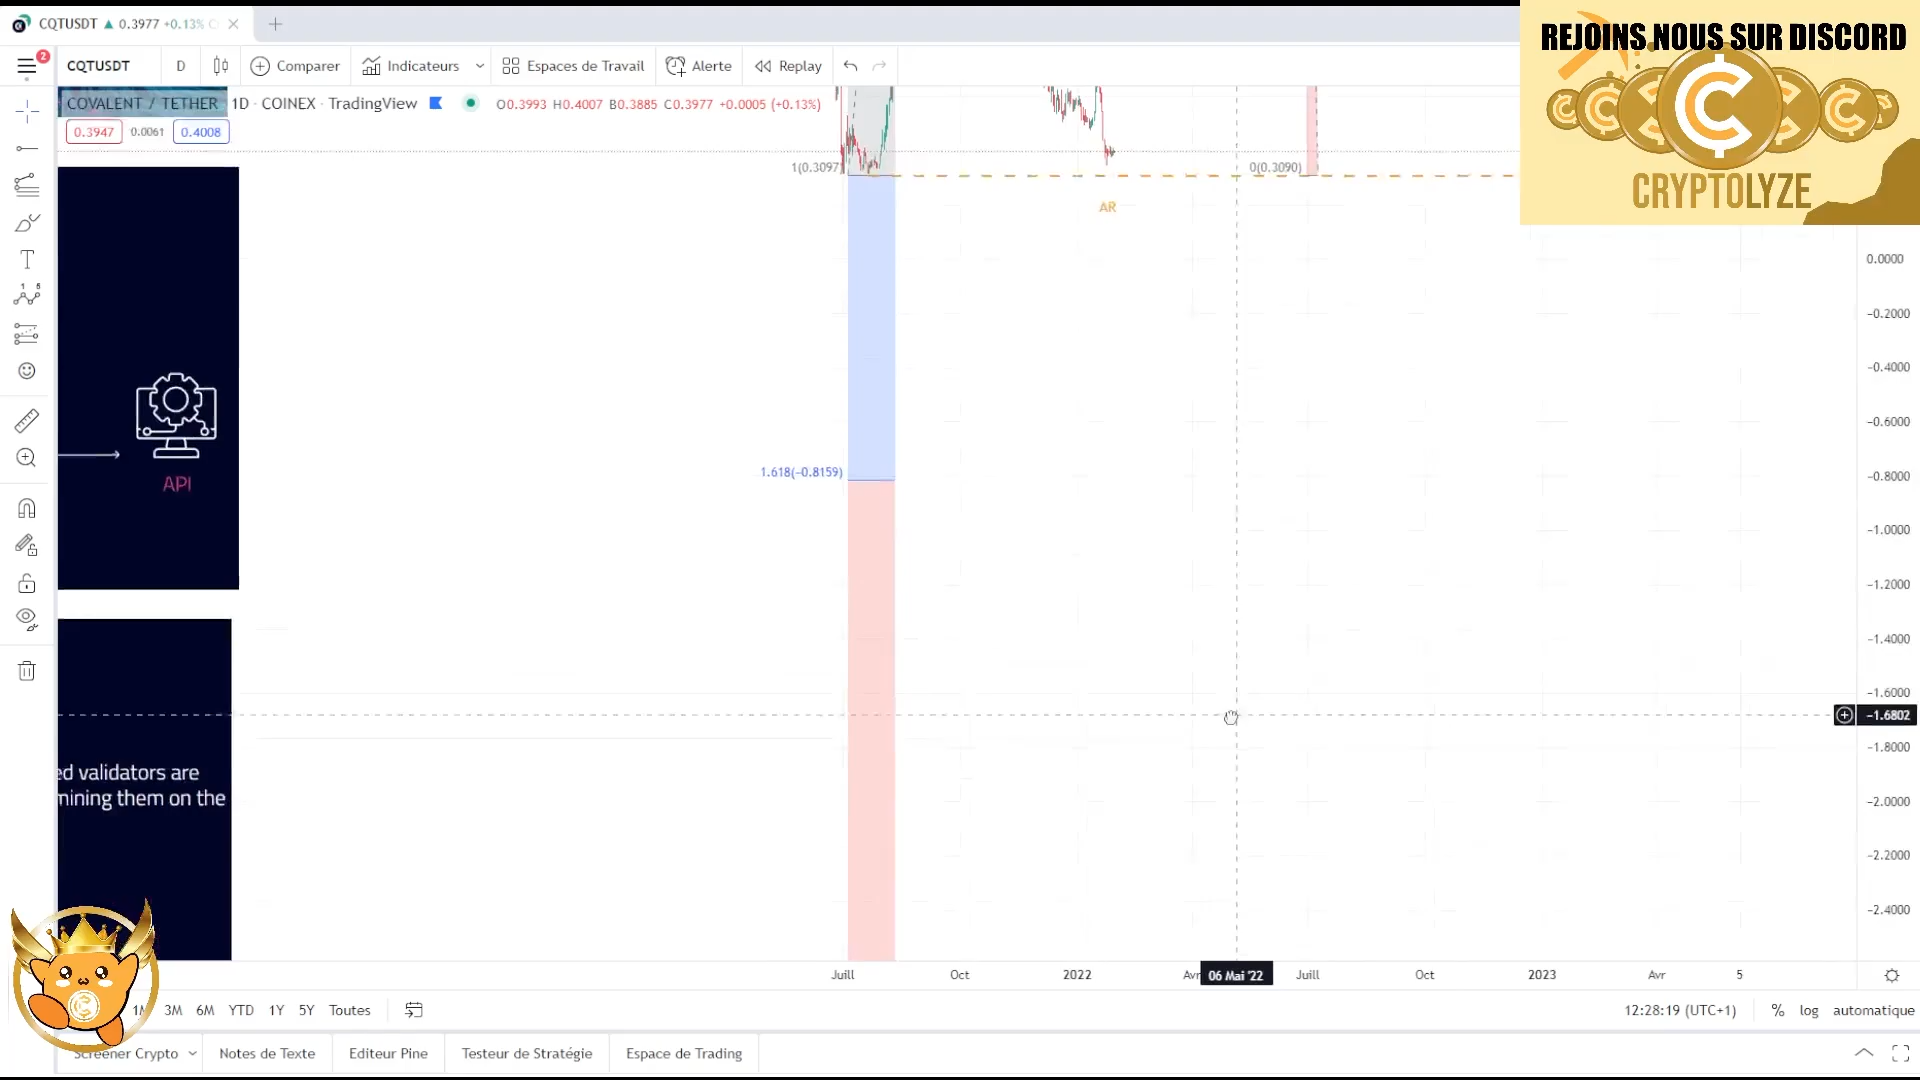 CQTUSDT ▲ 0.3977 +0.13%
REJOINS NOUS SUR DISCORD
2
CQTUSDT D Comparer Indicateurs Espaces de Travail Alerte Replay
COVALENT / TETHER 1D · COINEX · TradingView O0.3993 H0.4007 B0.3885 C0.3977 +0.0005 (+0.13%)
0.3947 0.0061 0.4008
1(0.3097)
0(0.3090)
CRYPTOLYZE
AR
0.0000
−0.2000
−0.4000
−0.6000
1.618(−0.8159)
−0.8000
API
−1.0000
−1.2000
−1.4000
−1.6000
−1.6802
−1.8000
ed validators are
mining them on the
−2.0000
−2.2000
−2.4000
Juill Oct 2022 Avr 06 Mai '22 Juill Oct 2023 Avr 5
1M 3M 6M YTD 1Y 5Y Toutes 12:28:19 (UTC+1) % log automatique
Screener Crypto Notes de Texte Editeur Pine Testeur de Stratégie Espace de Trading